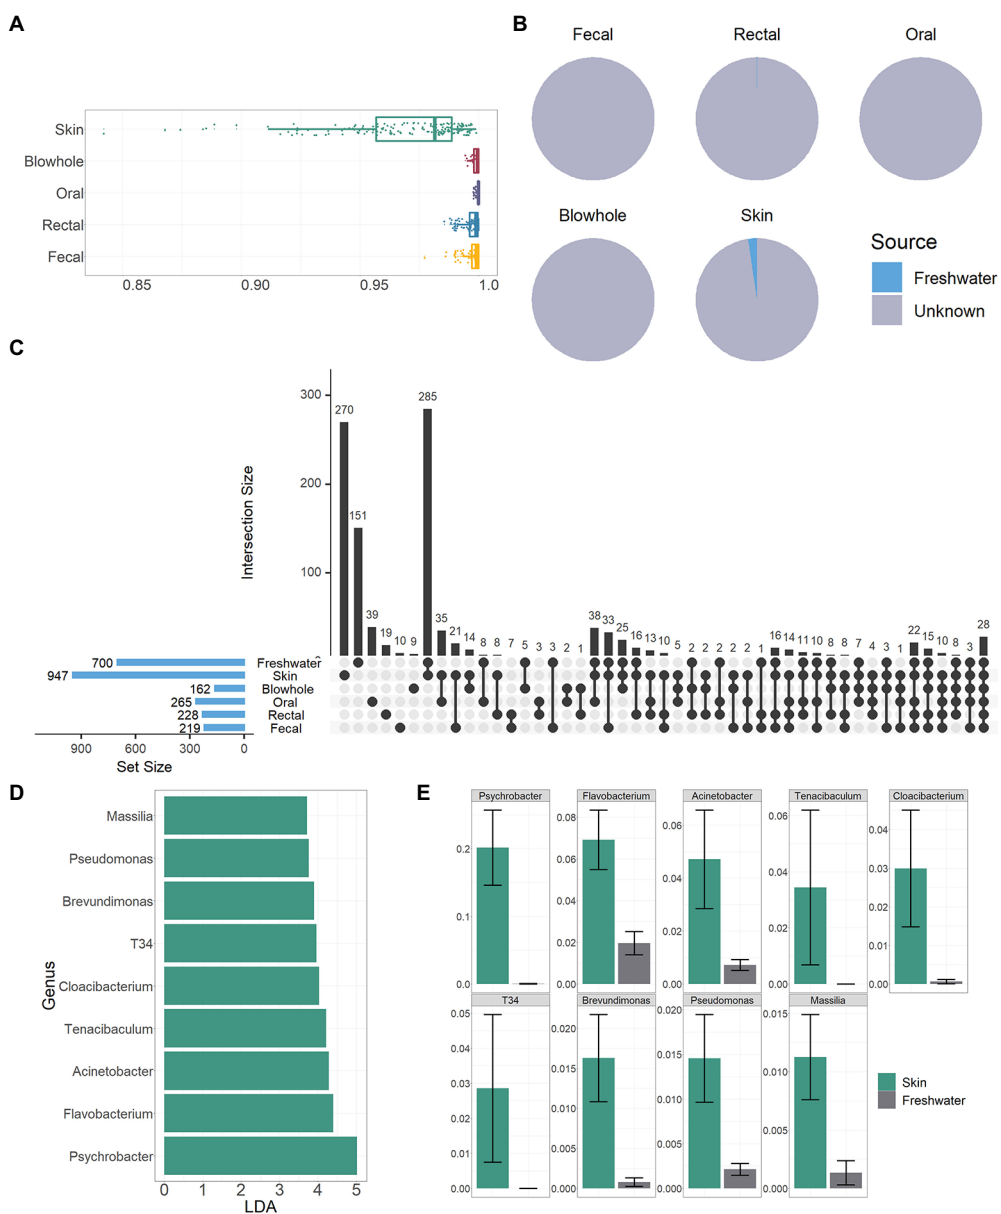 A
Skin
Blowhole
Oral
Rectal
Fecal
0.85 0.90 0.95 1.0
B
Fecal Rectal Oral
Blowhole Skin
Source
Freshwater
Unknown
C
Intersection Size
300
200
100
270 151 39 19 10 9 285 35 21 14 8 8 7 5 3 3 2 1 38 33 25 16 13 10 5 2 2 2 2 1 1 16 14 11 10 8 8 7 4 3 1 22 15 10 8 3 28
700 Freshwater
947 Skin
162 Blowhole
265 Oral
228 Rectal
219 Fecal
900 600 300 0
Set Size
D
Genus
Massilia
Pseudomonas
Brevundimonas
T34
Cloacibacterium
Tenacibaculum
Acinetobacter
Flavobacterium
Psychrobacter
0 1 2 3 4 5
LDA
E
Psychrobacter
0.2
0.1
0.0
Flavobacterium
0.08
0.06
0.04
0.02
0.00
Acinetobacter
0.06
0.04
0.02
0.00
Tenacibaculum
0.06
0.04
0.02
0.00
Cloacibacterium
0.04
0.03
0.02
0.01
0.00
T34
0.05
0.04
0.03
0.02
0.01
0.00
Brevundimonas
0.020
0.015
0.010
0.005
0.000
Pseudomonas
0.020
0.015
0.010
0.005
0.000
Massilia
0.015
0.010
0.005
0.000
Skin
Freshwater